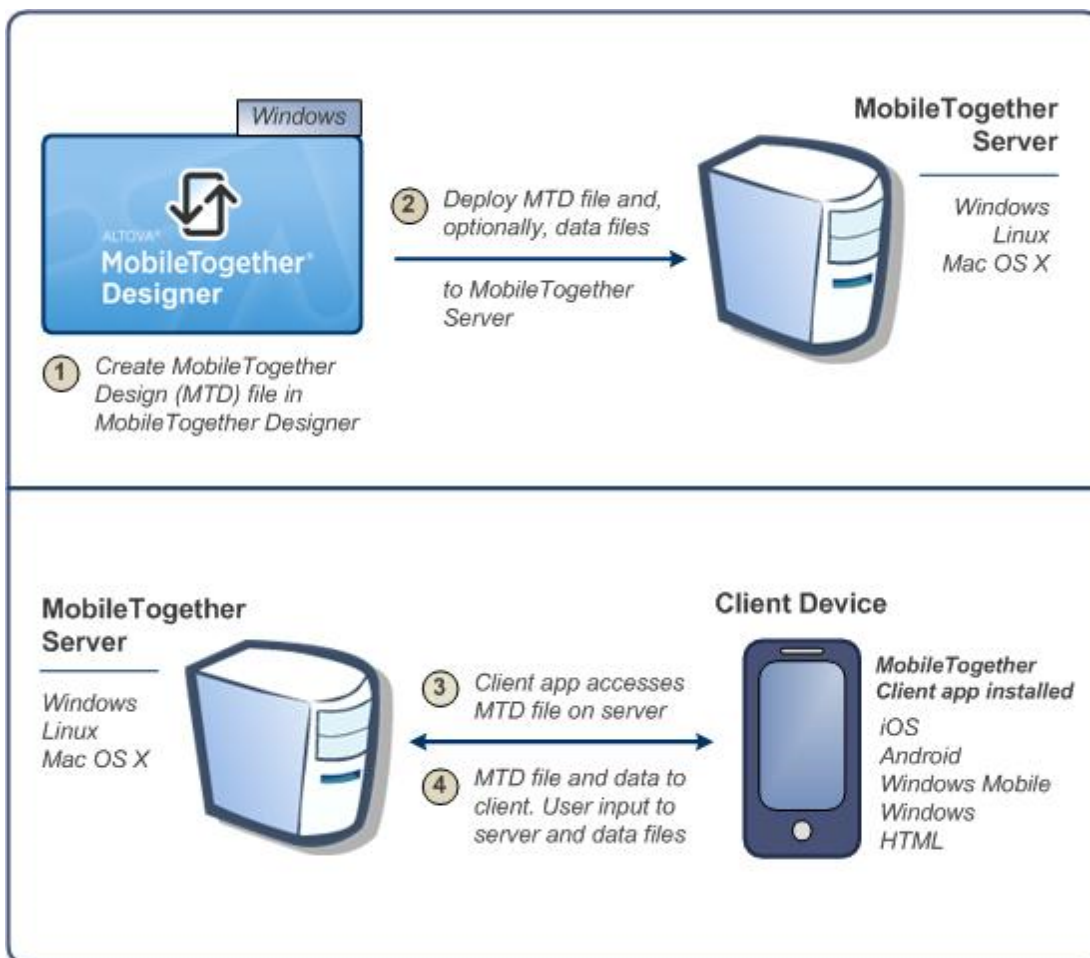 Windows
ALTOVA®
MobileTogether®
Designer
1
Create MobileTogether
Design (MTD) file in
MobileTogether Designer
2
Deploy MTD file and,
optionally, data files
to MobileTogether
Server
MobileTogether
Server
Windows
Linux
Mac OS X
MobileTogether
Server
Windows
Linux
Mac OS X
3
Client app accesses
MTD file on server
4
MTD file and data to
client. User input to
server and data files
Client Device
MobileTogether
Client app installed
iOS
Android
Windows Mobile
Windows
HTML